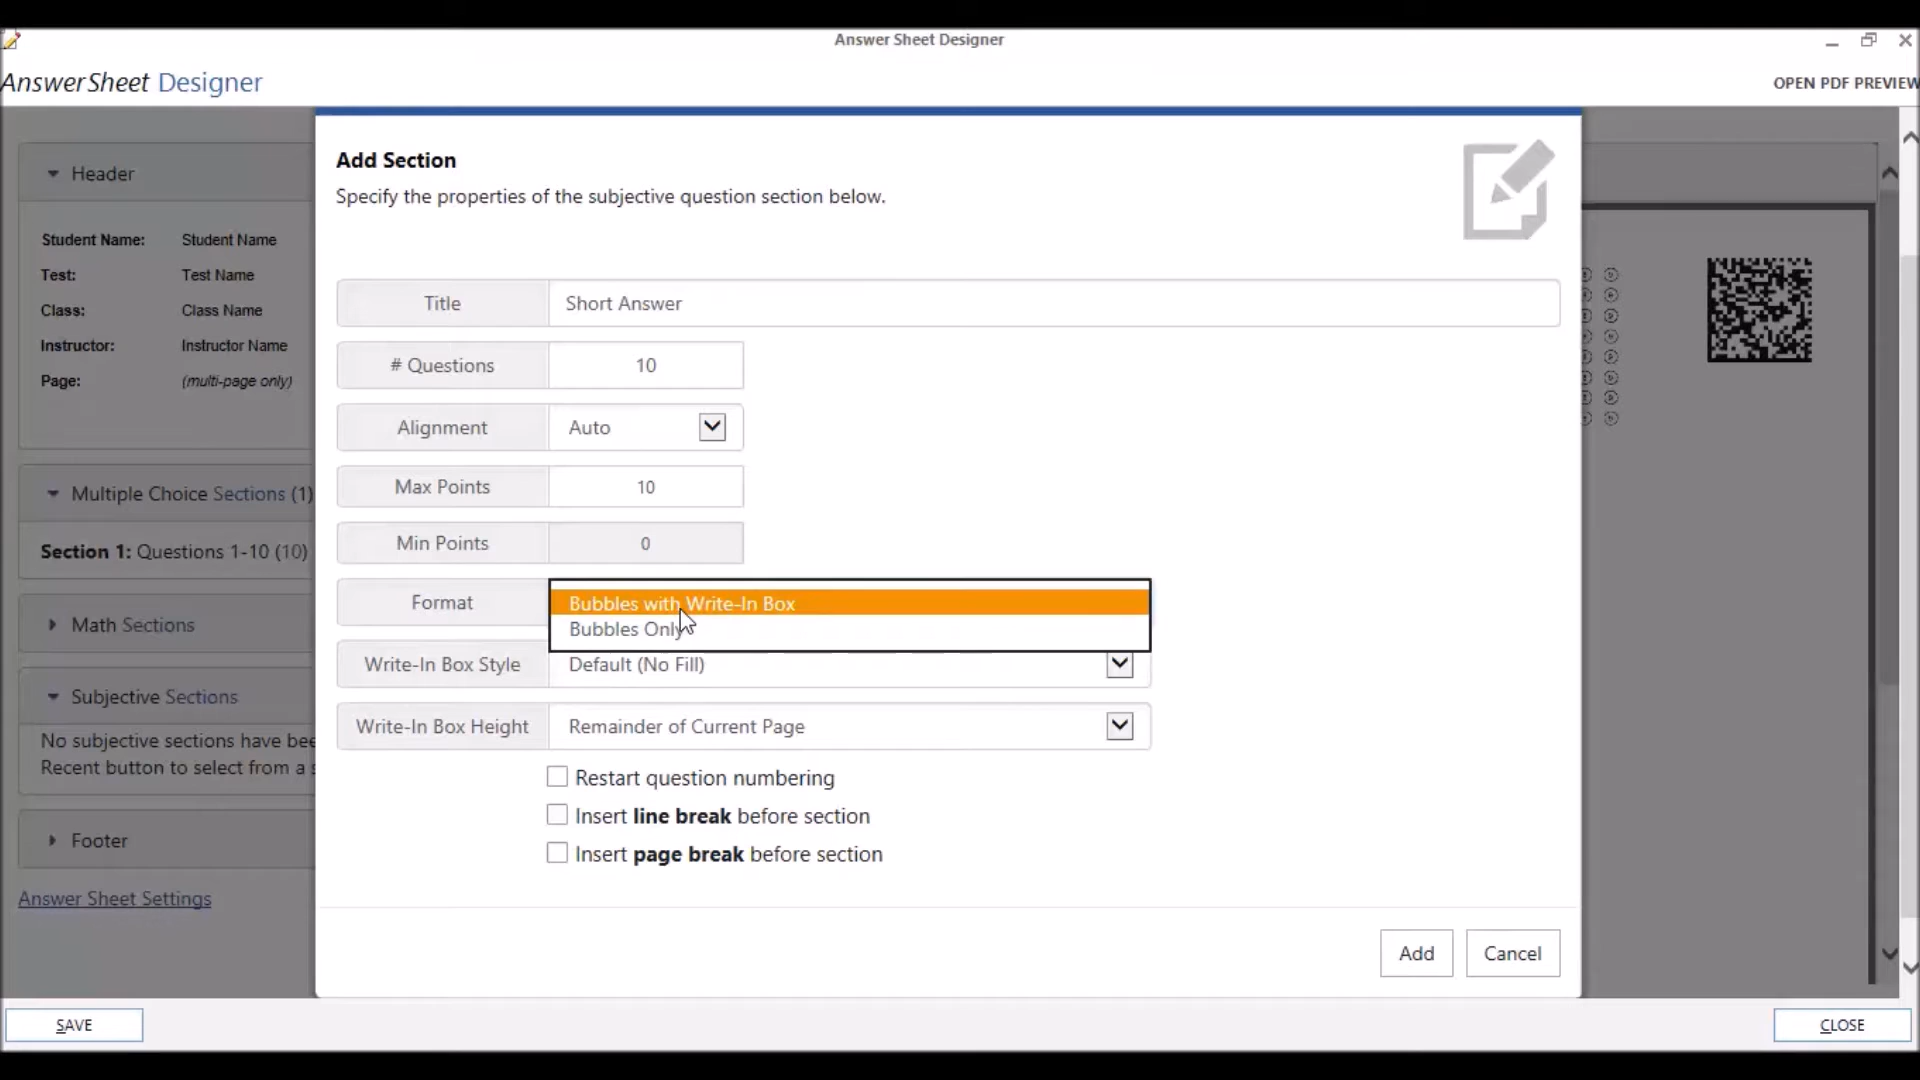 Answer Sheet Designer
AnswerSheet Designer
OPEN PDF PREVIEW
Header
Student Name: Student Name
Test: Test Name
Class: Class Name
Instructor: Instructor Name
Page: (multi-page only)
Multiple Choice Sections (1)
Section 1: Questions 1-10 (10)
Math Sections
Subjective Sections
No subjective sections have bee
Recent button to select from a s
Footer
Answer Sheet Settings
Add Section
Specify the properties of the subjective question section below.
Title Short Answer
# Questions 10
Alignment Auto
Max Points 10
Min Points 0
Format Bubbles with Write-In Box
Bubbles Only
Write-In Box Style Default (No Fill)
Write-In Box Height Remainder of Current Page
Restart question numbering
Insert line break before section
Insert page break before section
Add Cancel
SAVE
CLOSE